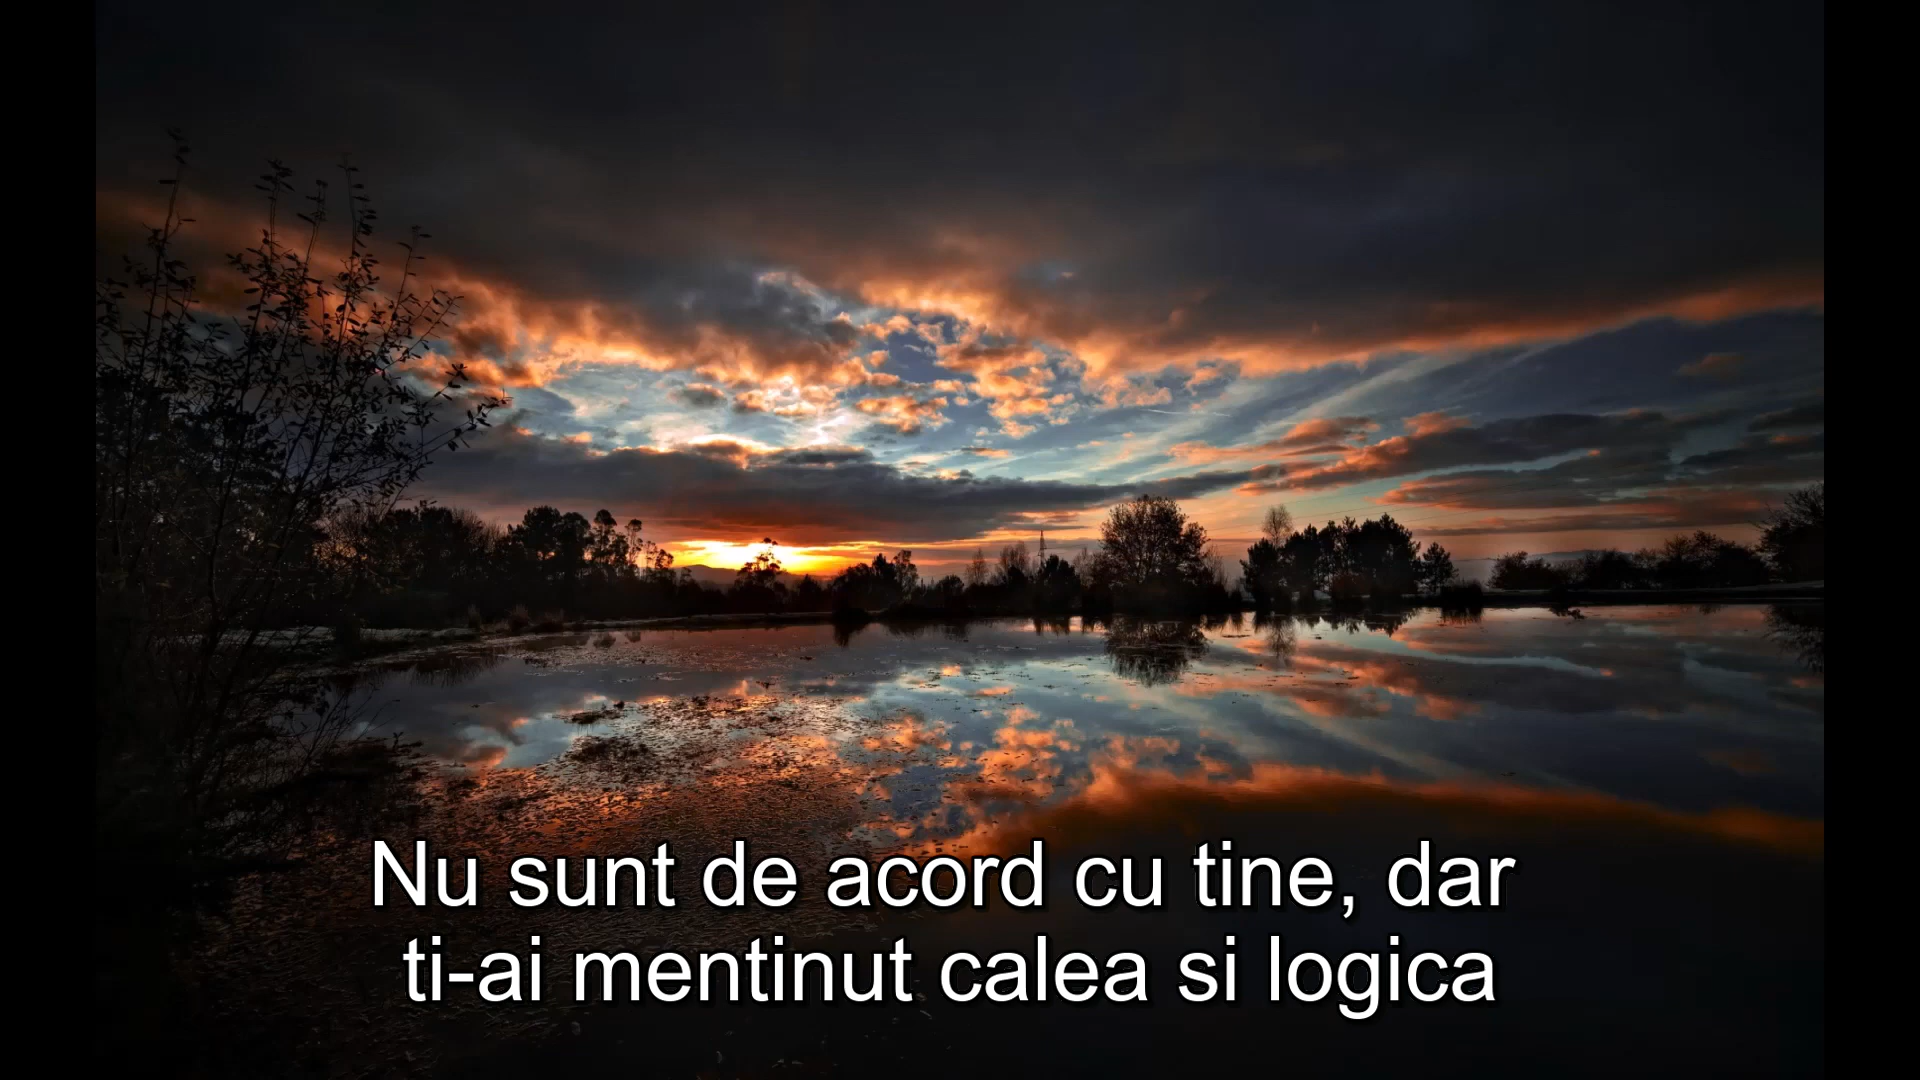 Nu sunt de acord cu tine, dar
ti-ai mentinut calea si logica